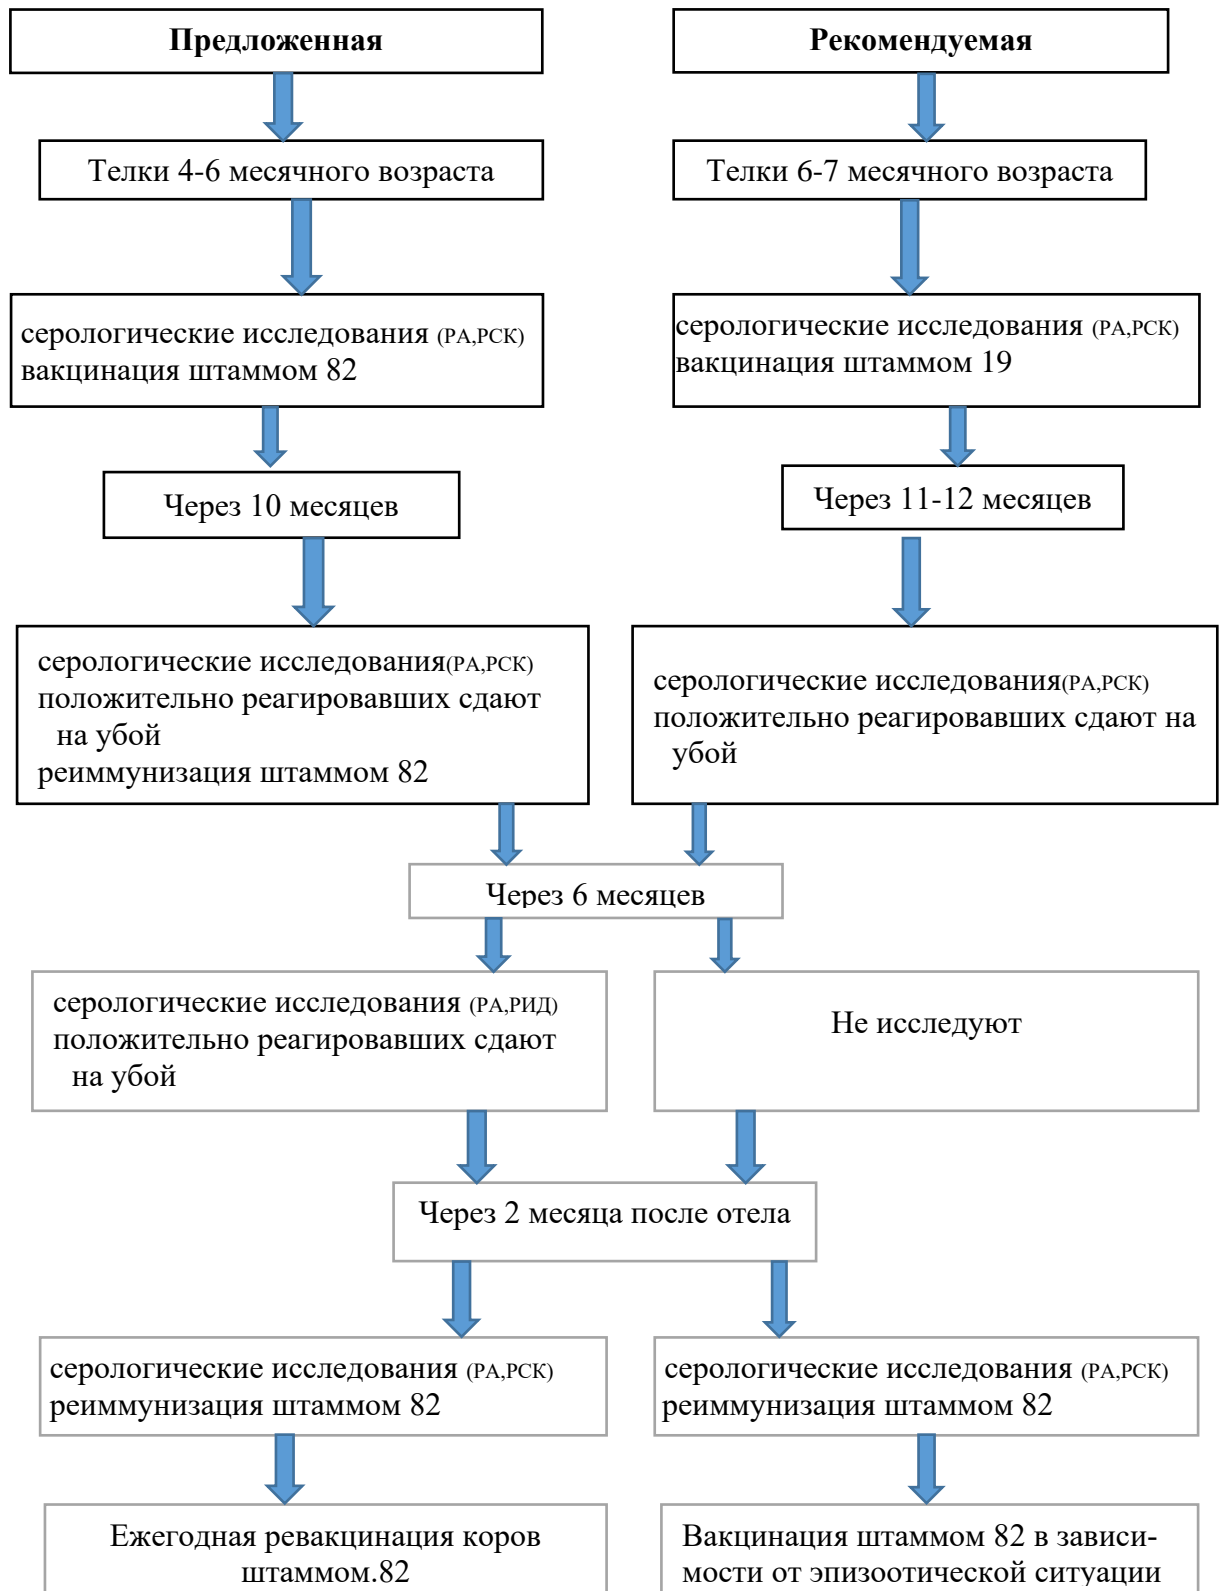 Предложенная
Рекомендуемая
Телки 4-6 месячного возраста
Телки 6-7 месячного возраста
серологические исследования (РА,РСК)
вакцинация штаммом 82
серологические исследования (РА,РСК)
вакцинация штаммом 19
Через 10 месяцев
Через 11-12 месяцев
серологические исследования(РА,РСК)
положительно реагировавших сдают
на убой
реиммунизация штаммом 82
серологические исследования(РА,РСК)
положительно реагировавших сдают на
убой
Через 6 месяцев
серологические исследования (РА,РИД)
положительно реагировавших сдают
на убой
Не исследуют
Через 2 месяца после отела
серологические исследования (РА,РСК)
реиммунизация штаммом 82
серологические исследования (РА,РСК)
реиммунизация штаммом 82
Ежегодная ревакцинация коров
штаммом.82
Вакцинация штаммом 82 в зависи-
мости от эпизоотической ситуации